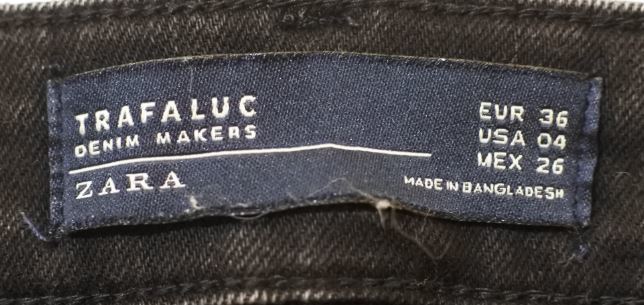 TRAFALUC
DENIM MAKERS
ZARA
EUR 36
USA 04
MEX 26
MADE IN BANGLADESH